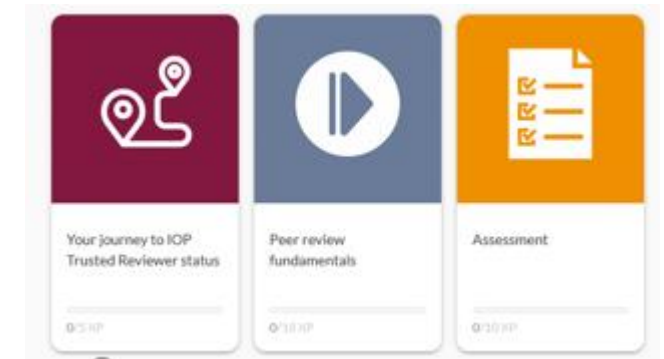 Your journey to IOP
Trusted Reviewer status
0/5 XP
Peer review
fundamentals
0/18 XP
Assessment
0/10 XP